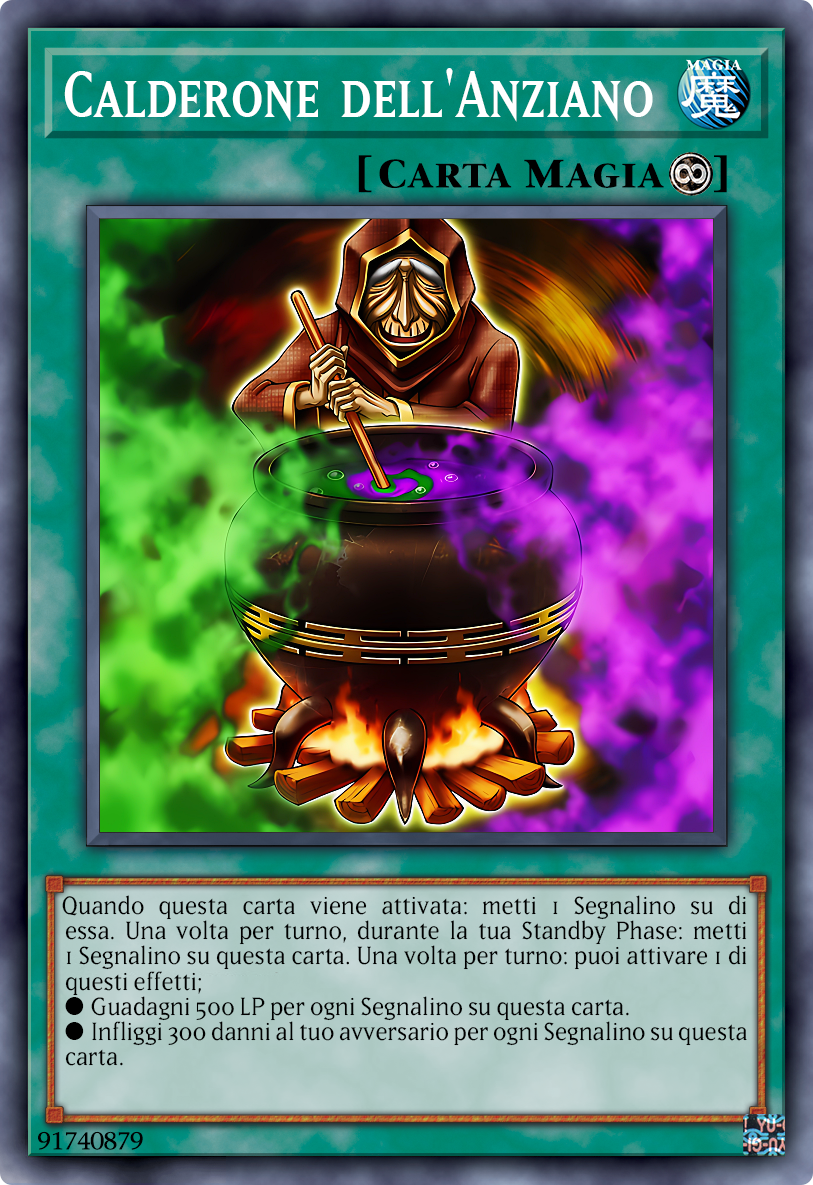 Calderone dell'Anziano
MAGIA
魔
[Carta Magia]
Quando questa carta viene attivata: metti 1 Segnalino su di
essa. Una volta per turno, durante la tua Standby Phase: metti
1 Segnalino su questa carta. Una volta per turno: puoi attivare 1 di
questi effetti;
● Guadagni 500 LP per ogni Segnalino su questa carta.
● Infliggi 300 danni al tuo avversario per ogni Segnalino su questa
carta.
91740879